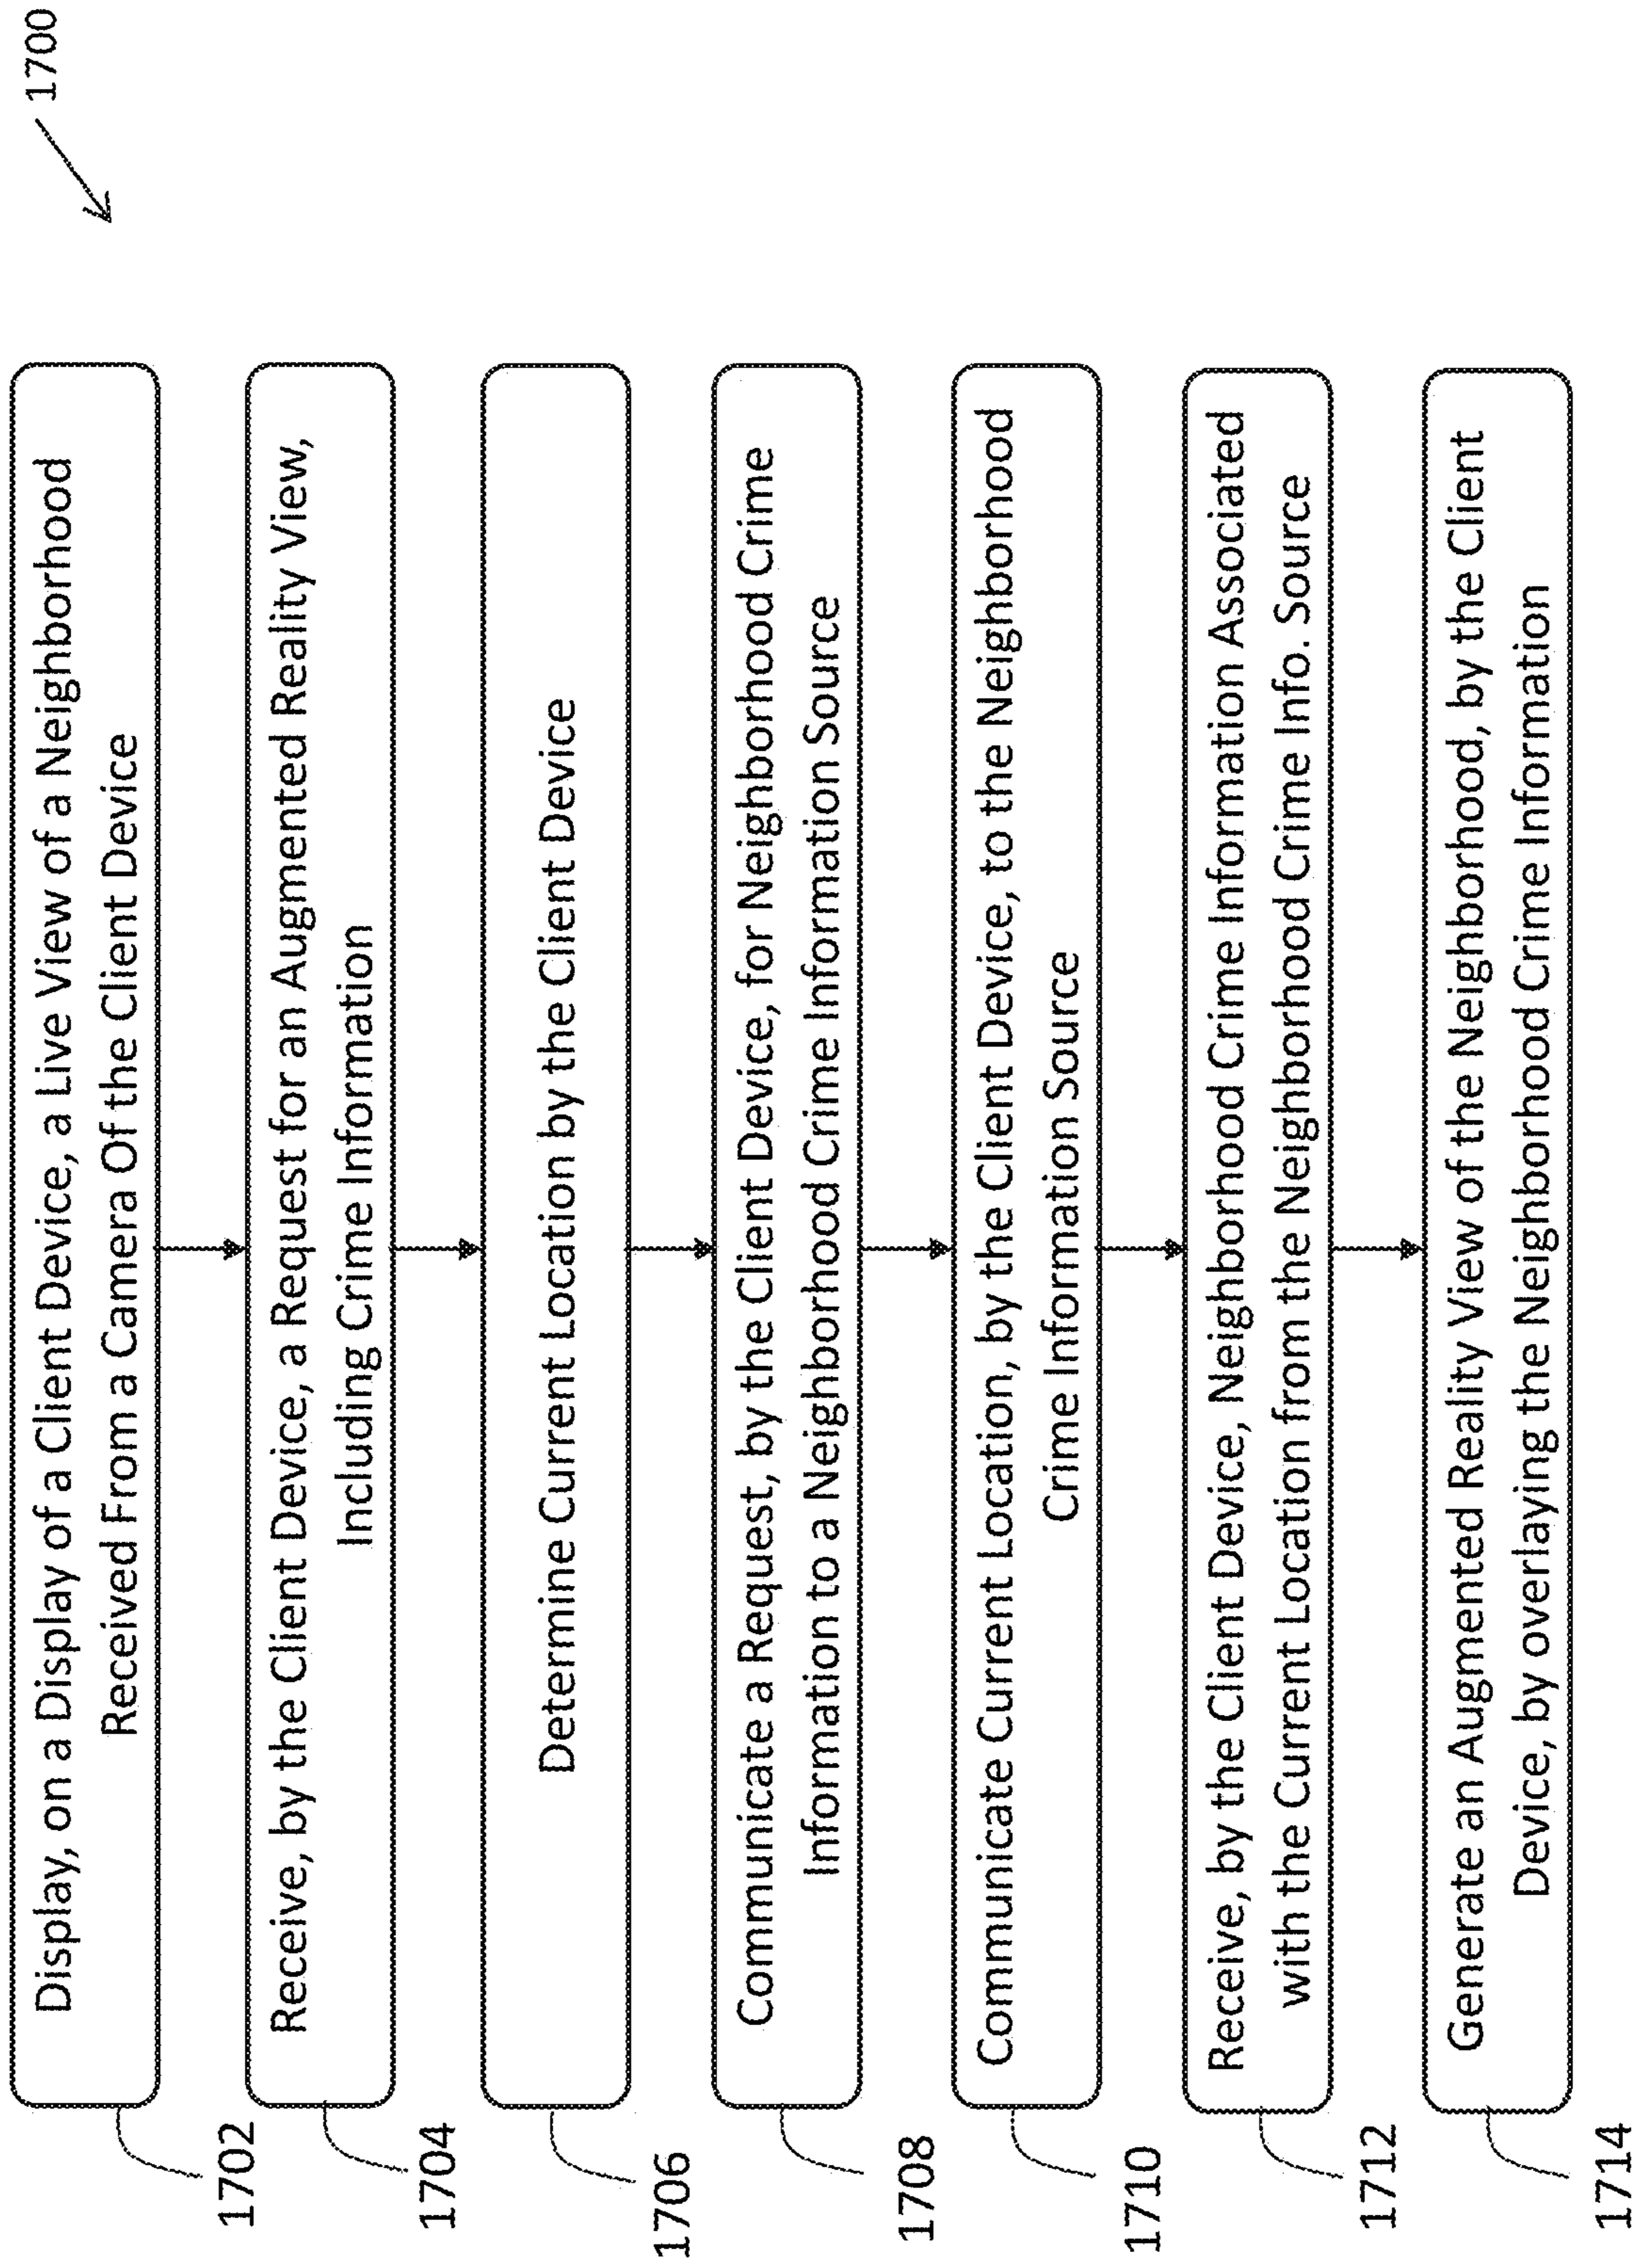 1700
1702
Display, on a Display of a Client Device, a Live View of a Neighborhood
Received From a Camera Of the Client Device
1704
Receive, by the Client Device, a Request for an Augmented Reality View,
Including Crime Information
1706
Determine Current Location by the Client Device
1708
Communicate a Request, by the Client Device, for Neighborhood Crime
Information to a Neighborhood Crime Information Source
1710
Communicate Current Location, by the Client Device, to the Neighborhood
Crime Information Source
1712
Receive, by the Client Device, Neighborhood Crime Information Associated
with the Current Location from the Neighborhood Crime Info. Source
1714
Generate an Augmented Reality View of the Neighborhood, by the Client
Device, by overlaying the Neighborhood Crime Information